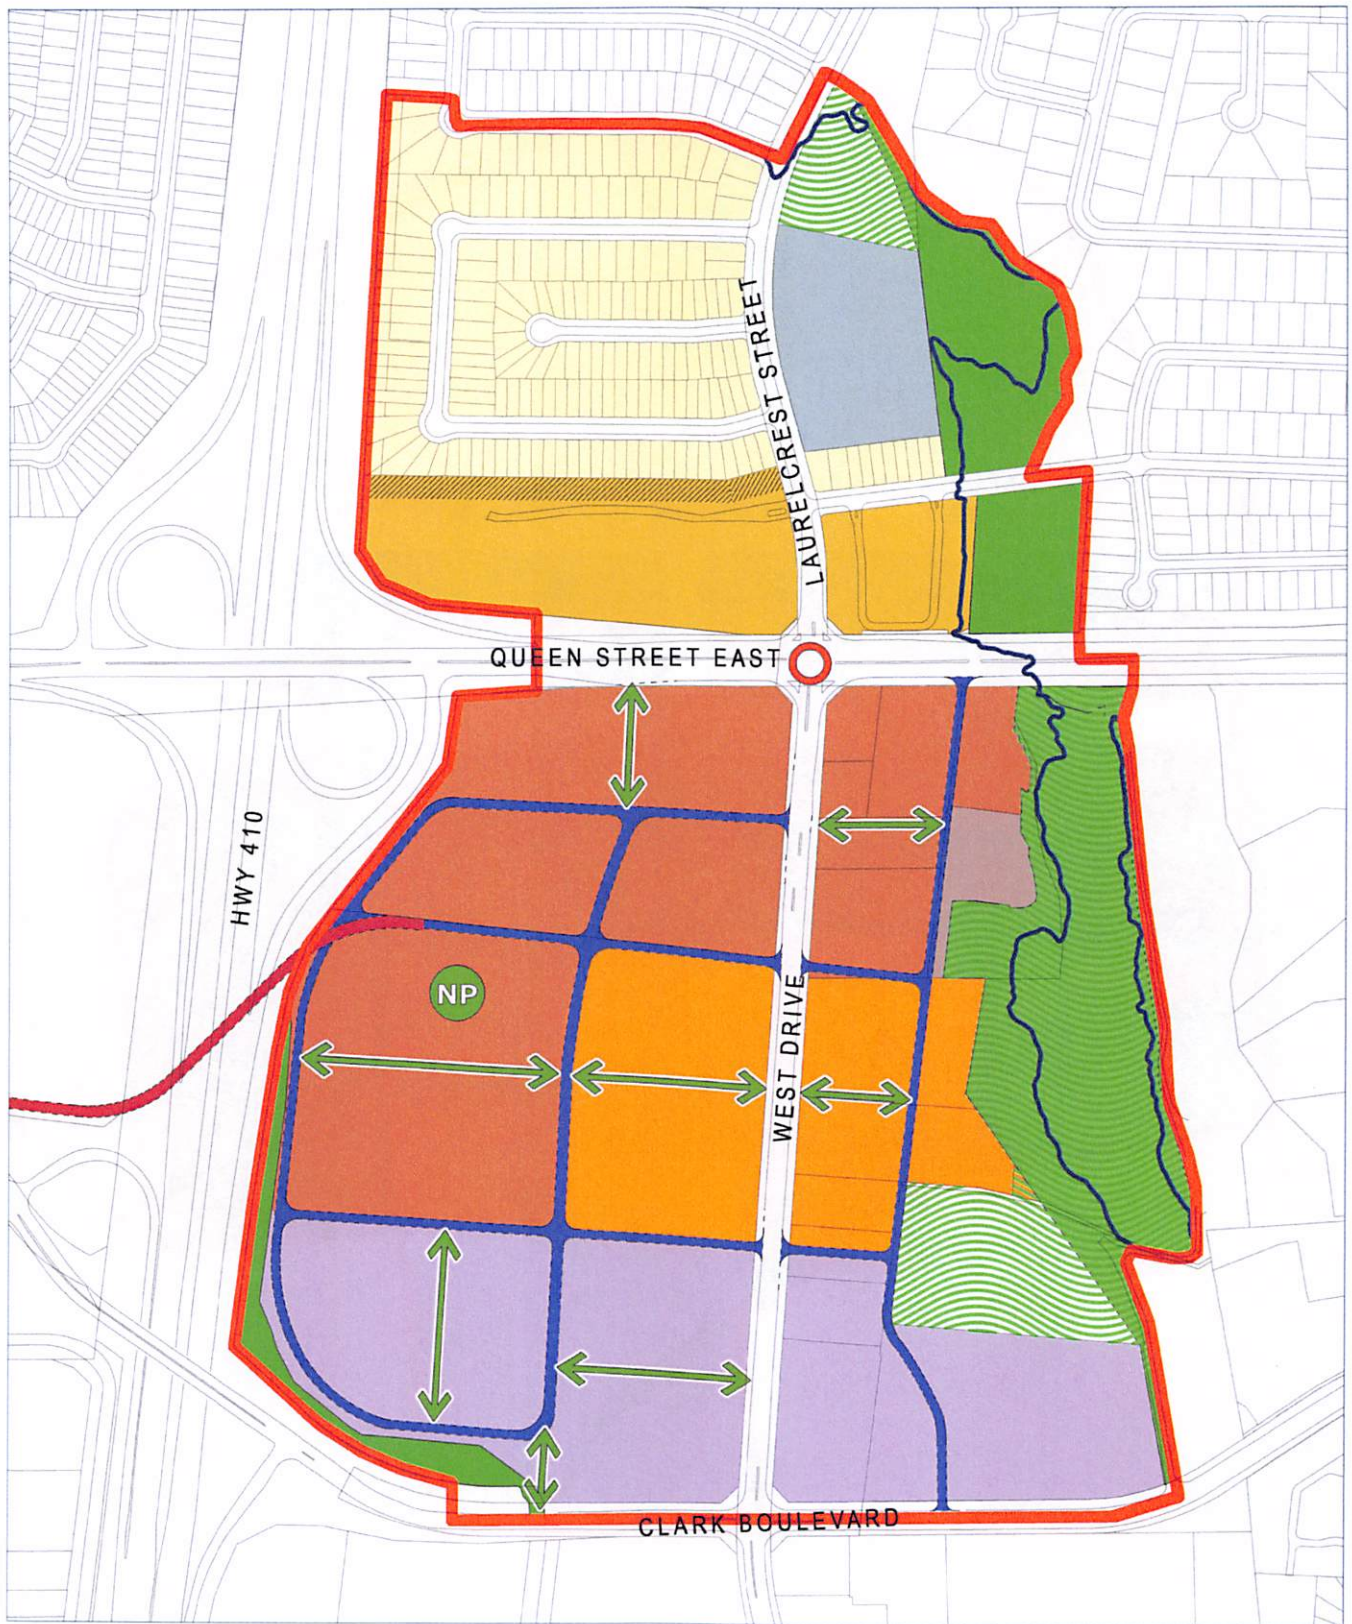 LAURELCREST STREET
QUEEN STREET EAST
HWY 410
NP
WEST DRIVE
CLARK BOULEVARD